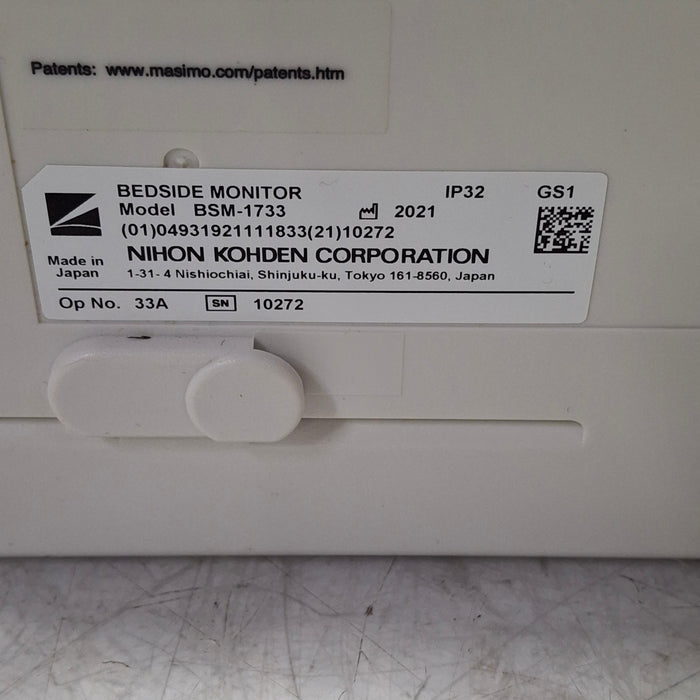 Patents: www.masimo.com/patents.htm
BEDSIDE MONITOR IP32 GS1
Model BSM-1733 2021
(01)04931921111833(21)10272
NIHON KOHDEN CORPORATION
Made in Japan
1-31- 4 Nishiochiai, Shinjuku-ku, Tokyo 161-8560, Japan
Op No. 33A SN 10272